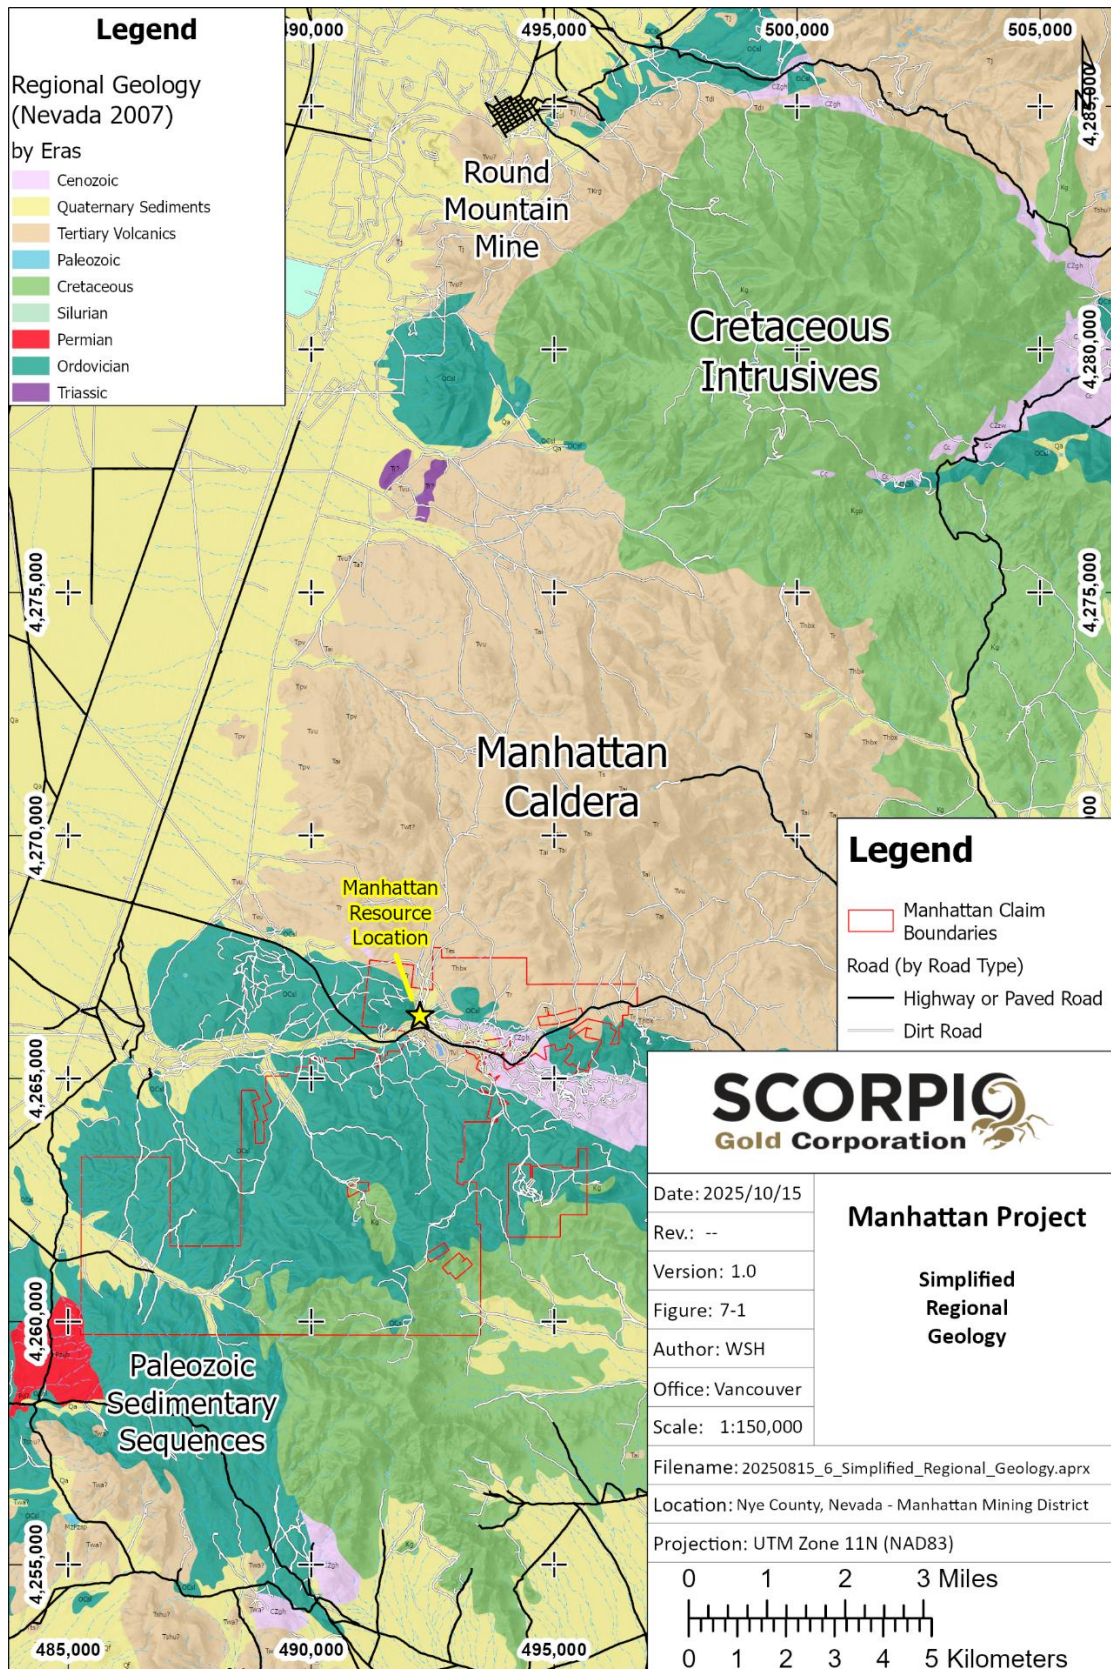 Legend
Regional Geology
(Nevada 2007)
by Eras
Cenozoic
Quaternary Sediments
Tertiary Volcanics
Paleozoic
Cretaceous
Silurian
Permian
Ordovician
Triassic
490,000
495,000
500,000
505,000
4,285,000
Round
Mountain
Mine
Cretaceous
Intrusives
4,280,000
4,275,000
4,275,000
Manhattan
Caldera
4,270,000
Manhattan
Resource
Location
4,265,000
4,260,000
Paleozoic
Sedimentary
Sequences
4,255,000
485,000
490,000
495,000
Legend
Manhattan Claim
Boundaries
Road (by Road Type)
Highway or Paved Road
Dirt Road
SCORPIO
Gold Corporation
Date: 2025/10/15
Rev.: --
Version: 1.0
Figure: 7-1
Author: WSH
Office: Vancouver
Scale: 1:150,000
Manhattan Project
Simplified
Regional
Geology
Filename: 20250815_6_Simplified_Regional_Geology.aprx
Location: Nye County, Nevada - Manhattan Mining District
Projection: UTM Zone 11N (NAD83)
0 1 2 3 Miles
0 1 2 3 4 5 Kilometers